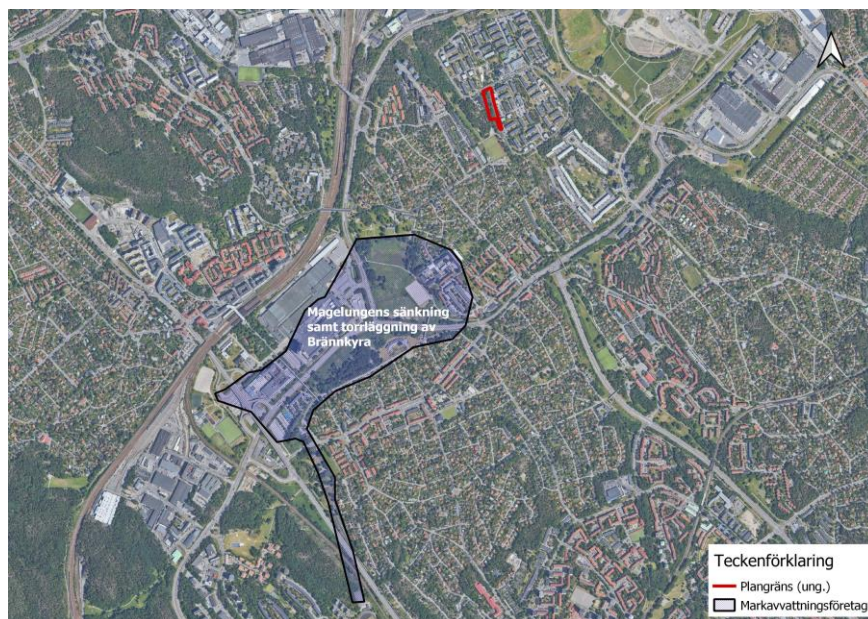 Magelungens sänkning
samt torrläggning av
Brännkyra
Teckenförklaring
Plangräns (ung.)
Markavvattningsföretag